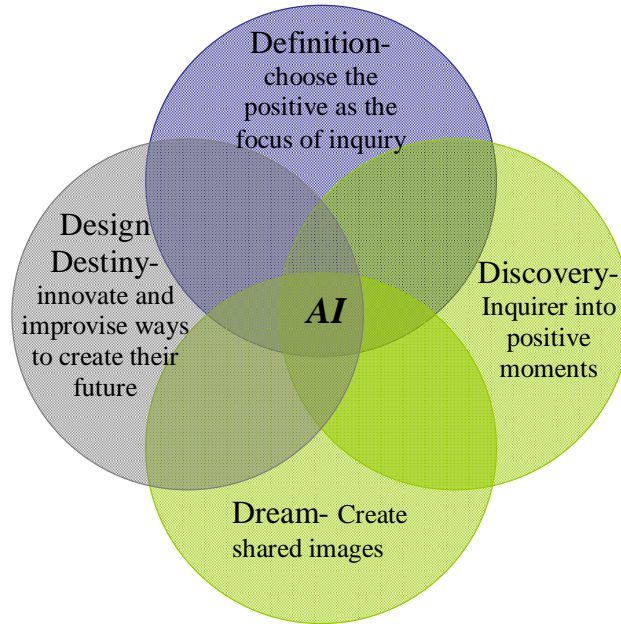 Definition-
choose the
positive as the
focus of inquiry
Design
Destiny-
innovate and
improvise ways
to create their
future
AI
Discovery-
Inquirer into
positive
moments
Dream- Create
shared images